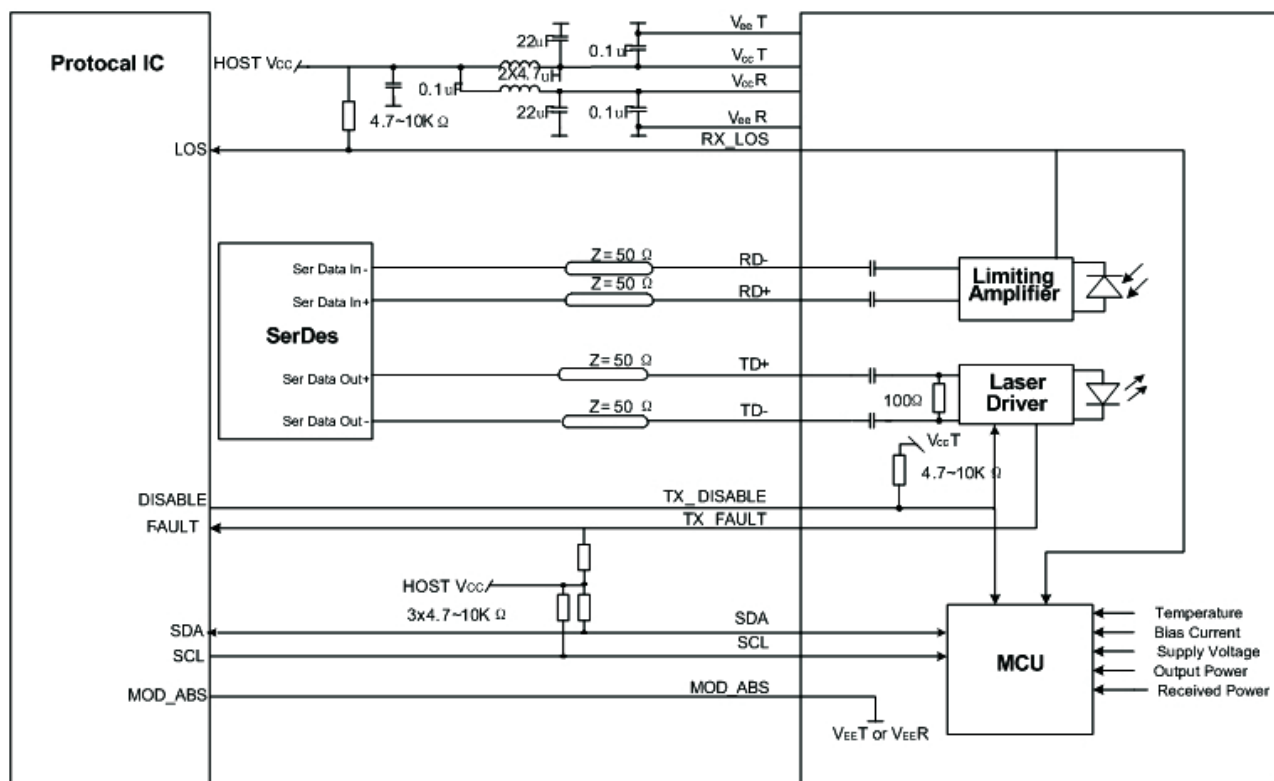 Protocal IC
HOST Vcc
22uF
0.1uF
VeeT
VccT
2X4.7uH
0.1uF
VccR
4.7~10K Ω
22uF
0.1uF
VeeR
LOS
RX_LOS
Z=50 Ω
RD-
Ser Data In-
Z=50 Ω
RD+
Ser Data In+
Limiting
Amplifier
SerDes
Z=50 Ω
TD+
Ser Data Out+
Laser
Driver
100Ω
Z=50 Ω
TD-
Ser Data Out-
VccT
4.7~10K Ω
DISABLE
TX_DISABLE
FAULT
TX_FAULT
HOST Vcc
3x4.7~10K Ω
SDA
SDA
SCL
SCL
MCU
Temperature
Bias Current
Supply Voltage
Output Power
Received Power
MOD_ABS
MOD_ABS
VEET or VEER